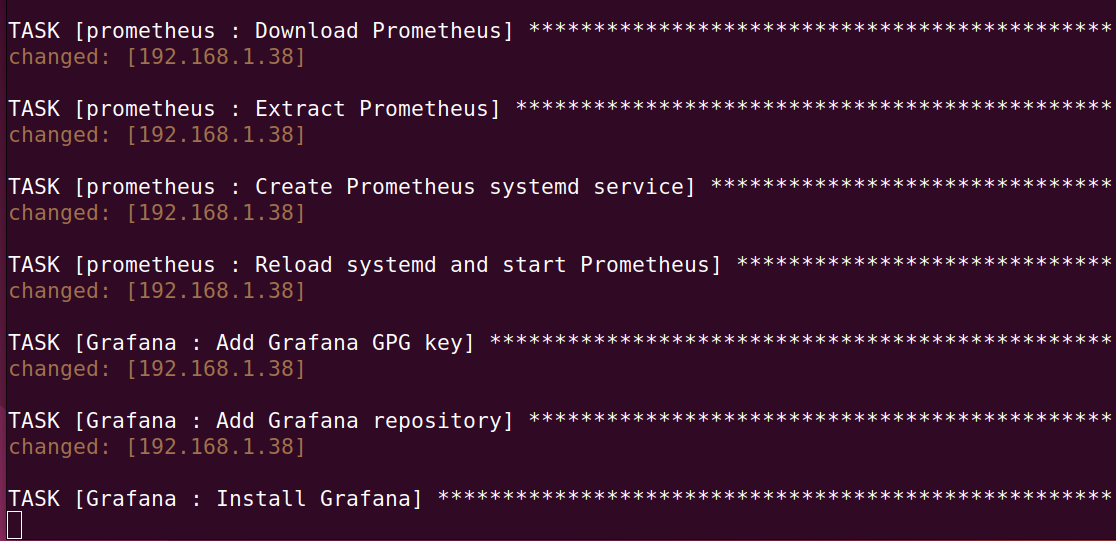 TASK [prometheus : Download Prometheus] *********************************************
changed: [192.168.1.38]
TASK [prometheus : Extract Prometheus] **********************************************
changed: [192.168.1.38]
TASK [prometheus : Create Prometheus systemd service] *******************************
changed: [192.168.1.38]
TASK [prometheus : Reload systemd and start Prometheus] *****************************
changed: [192.168.1.38]
TASK [Grafana : Add Grafana GPG key] ************************************************
changed: [192.168.1.38]
TASK [Grafana : Add Grafana repository] *********************************************
changed: [192.168.1.38]
TASK [Grafana : Install Grafana] ****************************************************